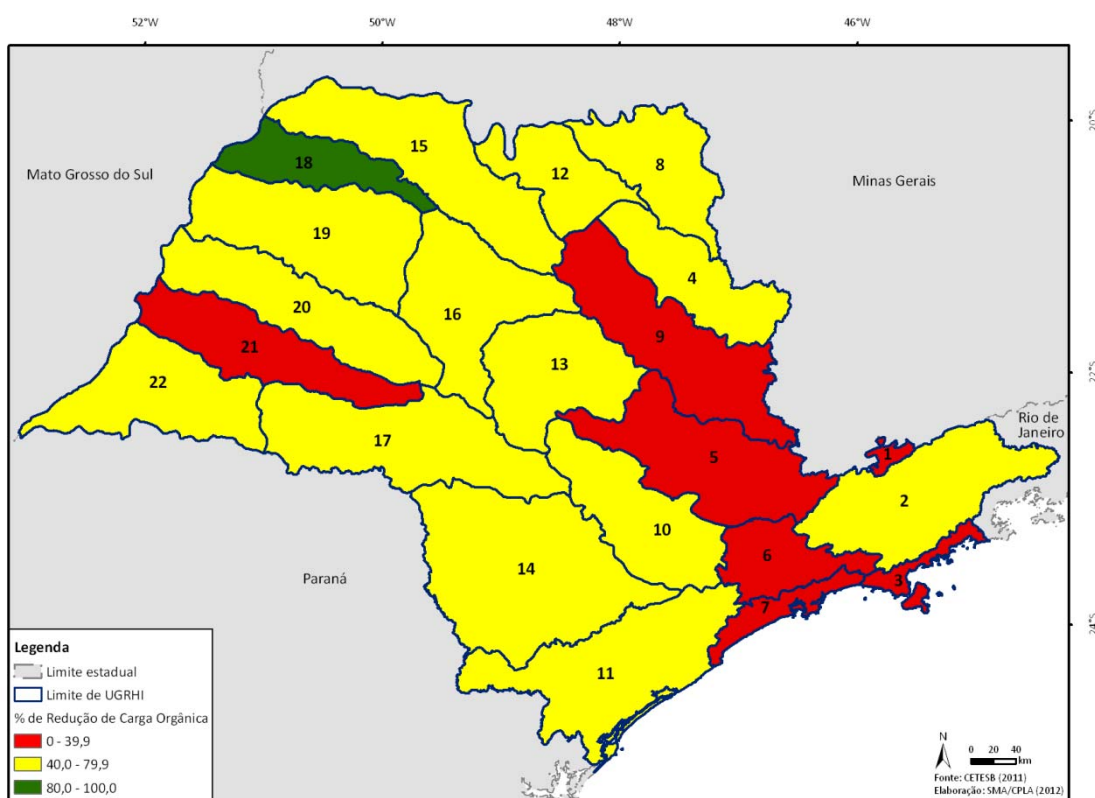 52°W
50°W
48°W
46°W
20°S
Mato Grosso do Sul
Minas Gerais
15
18
12
8
19
4
20
16
9
21
13
22°S
22
Rio de
Janeiro
17
5
1
2
10
6
14
Paraná
3
7
24°S
11
Legenda
Limite estadual
Limite de UGRHI
% de Redução de Carga Orgânica
0 - 39,9
40,0 - 79,9
80,0 - 100,0
N
0 20 40
km
Fonte: CETESB (2011)
Elaboração: SMA/CPLA (2012)